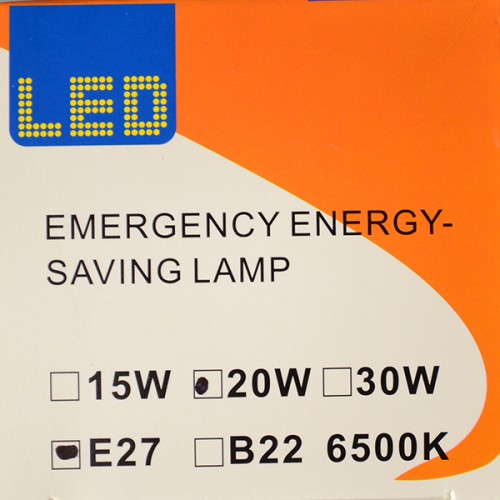 LED
EMERGENCY ENERGY-
SAVING LAMP
15W 20W 30W
E27 B22 6500K